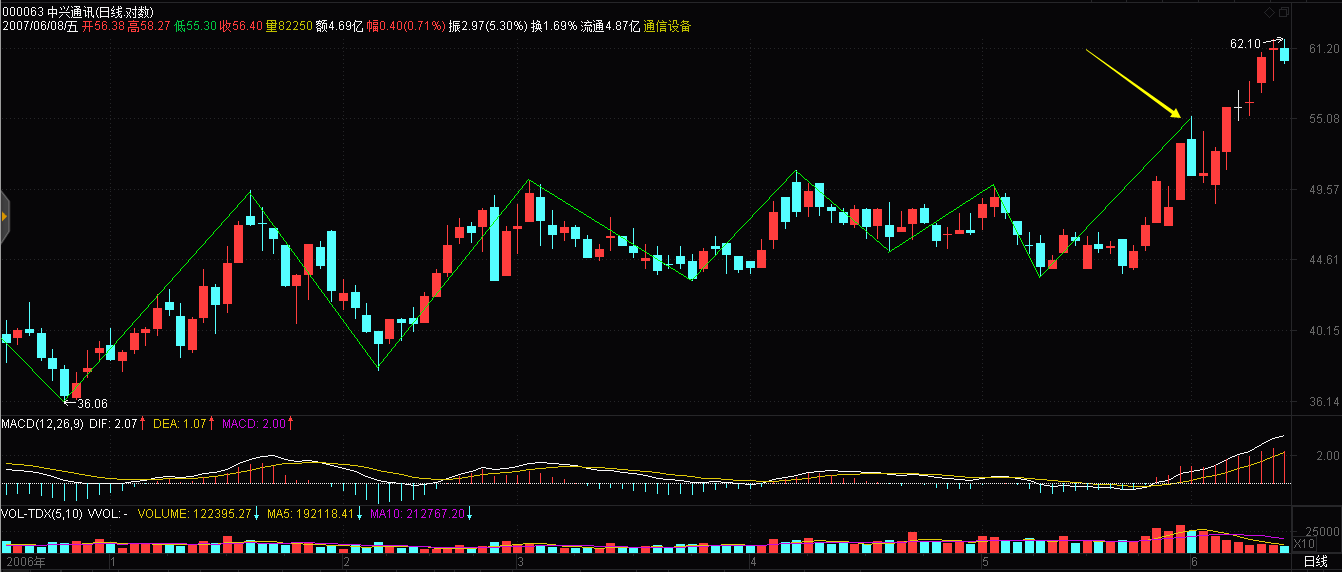 000063 中兴通讯(日线.对数)
2007/06/08/五 开56.38 高58.27 低55.30 收56.40 量82250 额4.69亿 幅0.40(0.71%) 振2.97(5.30%) 换1.69% 流通4.87亿 通信设备
62.10
61.20
55.08
49.57
44.61
40.15
36.14
36.06
MACD(12,26,9) DIF: 2.07↑ DEA: 1.07↑ MACD: 2.00↑
2.00
VOL-TDX(5,10) VVOL: - VOLUME: 122395.27↓ MA5: 192118.41↓ MA10: 212767.20↓
25000
X10
2006年 1 2 3 4 5 6 日线